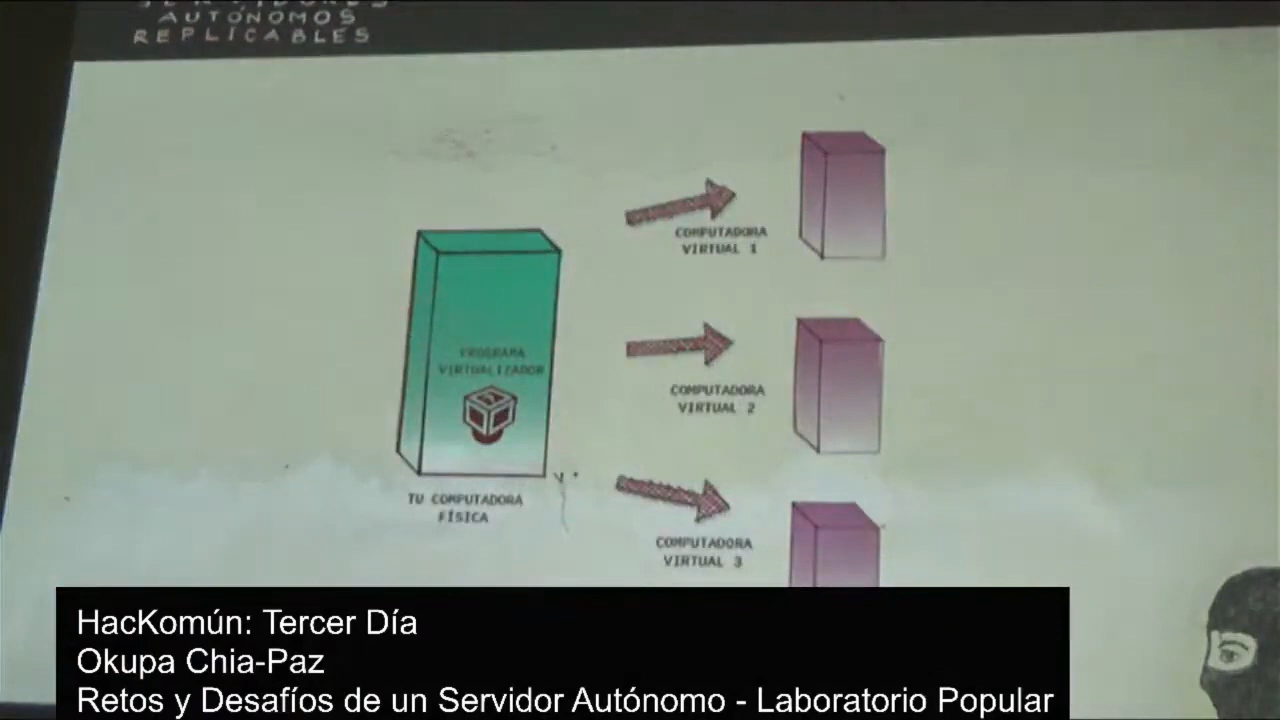 AUTÓNOMOS
REPLICABLES
COMPUTADORA
VIRTUAL 1
PROGRAMA
VIRTUALIZADOR
COMPUTADORA
VIRTUAL 2
TU COMPUTADORA
FÍSICA
COMPUTADORA
VIRTUAL 3
HacKomún: Tercer Día
Okupa Chia-Paz
Retos y Desafíos de un Servidor Autónomo - Laboratorio Popular